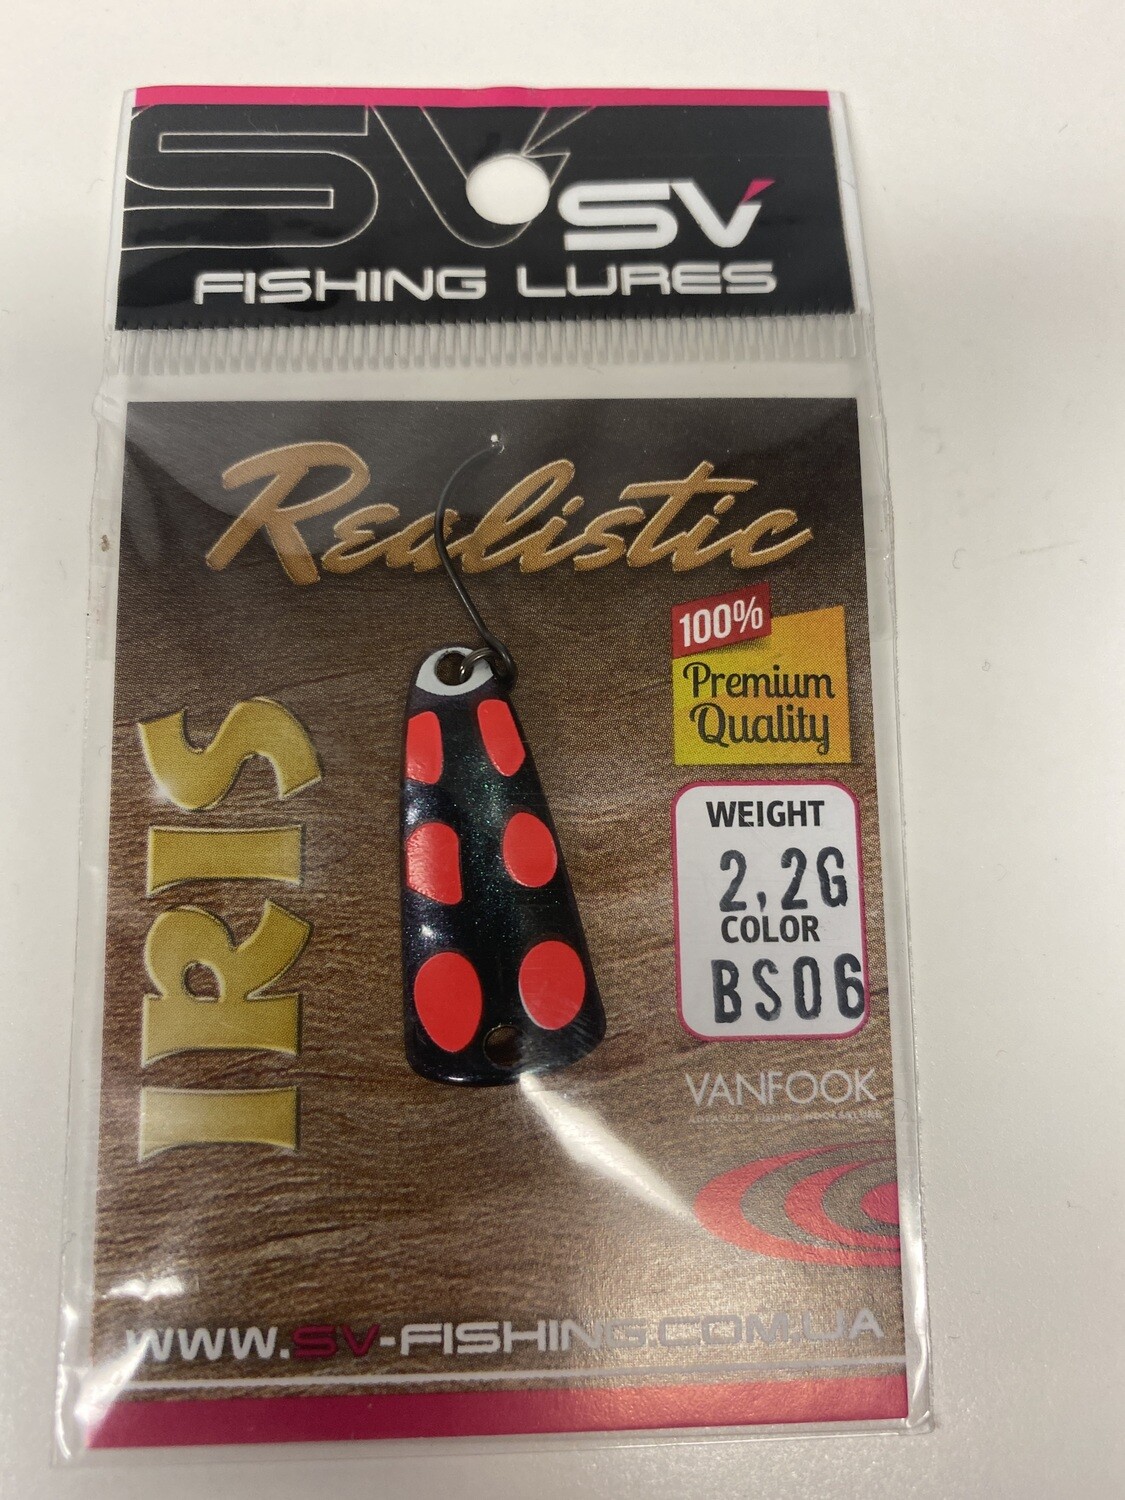 SV
SV
FISHING LURES
Realistic
IRIS
100%
Premium
Quality
WEIGHT
2,2G
COLOR
BS06
VANFOOK
WWW.SV-FISHING.COM.UA